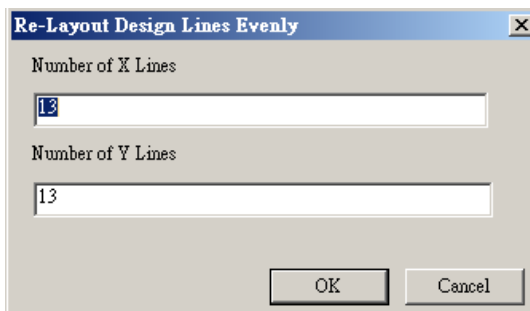 Re-Layout Design Lines Evenly
Number of X Lines
13
Number of Y Lines
13
OK
Cancel